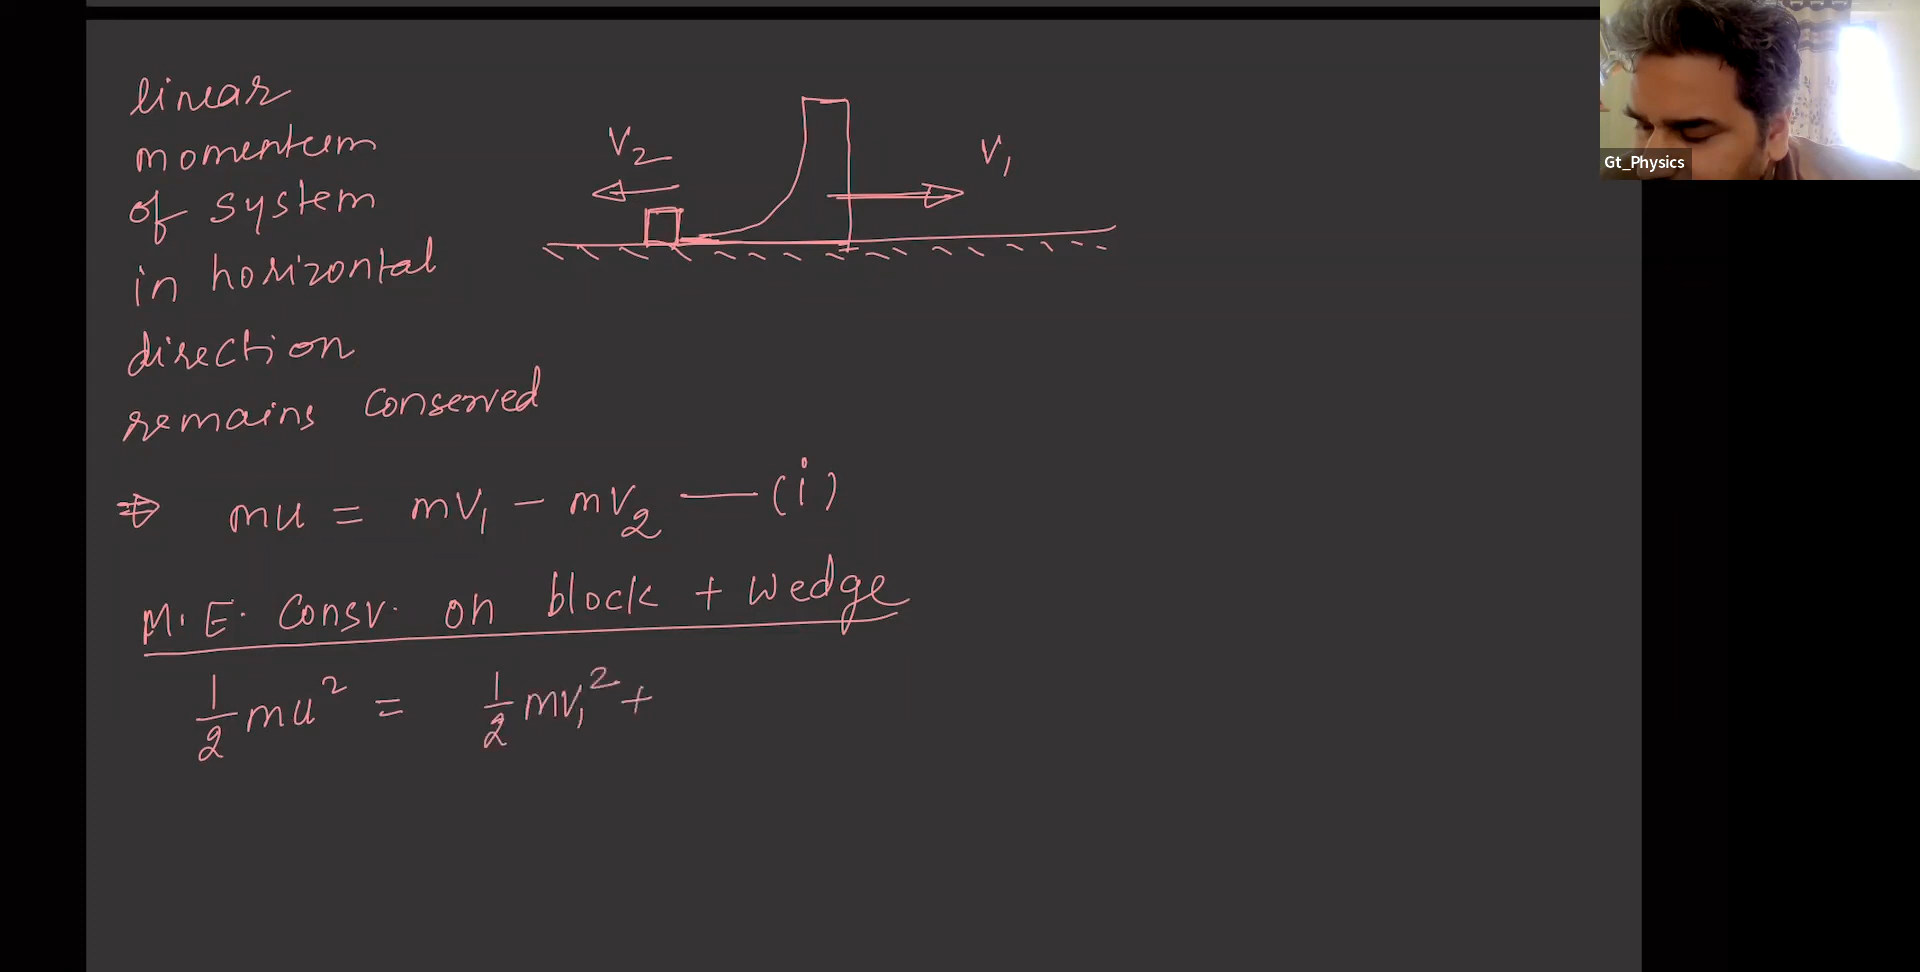 linear
momentum
of system
in horizontal
direction
remains conserved
⇒ mu = mv₁ - mv₂ — (i)
M.E. Consv. on block + wedge
1/2 mu² = 1/2 mv₁² +
v₂
v₁
Gt_Physics